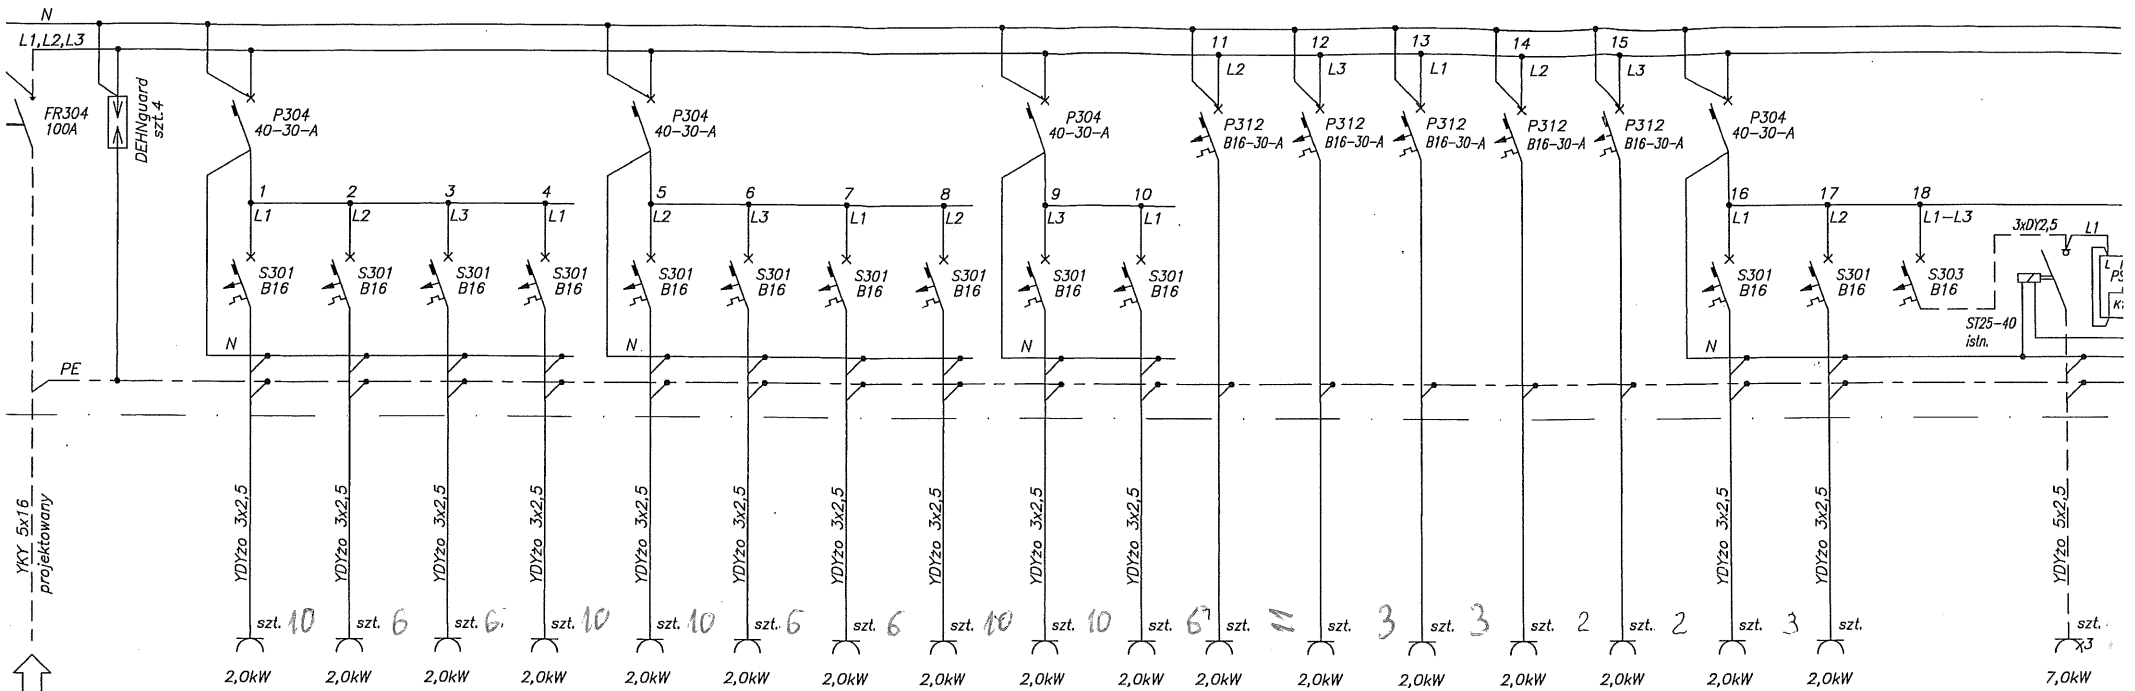 N
L1,L2,L3
11 12 13 14 15
L2 L3 L1 L2 L3
FR304
100A
DEHNguard
szt.4
P304
40-30-A
P304
40-30-A
P304
40-30-A
P312
B16-30-A
P312
B16-30-A
P312
B16-30-A
P312
B16-30-A
P312
B16-30-A
P304
40-30-A
1 2 3 4 5 6 7 8 9 10 16 17 18
L1 L2 L3 L1 L2 L3 L1 L2 L3 L1 L1 L2 L1-L3
3xDY2,5
L1
S301
B16
S301
B16
S301
B16
S301
B16
S301
B16
S301
B16
S301
B16
S301
B16
S301
B16
S301
B16
S301
B16
S301
B16
S303
B16
L
ST25-40
istn.
N N N N
PE
YKY 5x16
projektowany
YDYżo 3x2,5
YDYżo 3x2,5
YDYżo 3x2,5
YDYżo 3x2,5
YDYżo 3x2,5
YDYżo 3x2,5
YDYżo 3x2,5
YDYżo 3x2,5
YDYżo 3x2,5
YDYżo 3x2,5
YDYżo 3x2,5
YDYżo 3x2,5
YDYżo 5x2,5
szt. 10 szt. 6 szt. 6 szt. 10 szt. 10 szt. 6 szt. 6 szt. 10 szt. 10 szt. 6 szt. szt. 3 szt. 3 szt. 2 szt. 2 szt. 3 szt. szt.
x3
2,0kW 2,0kW 2,0kW 2,0kW 2,0kW 2,0kW 2,0kW 2,0kW 2,0kW 2,0kW 2,0kW 2,0kW 2,0kW 2,0kW 2,0kW 2,0kW 2,0kW 7,0kW